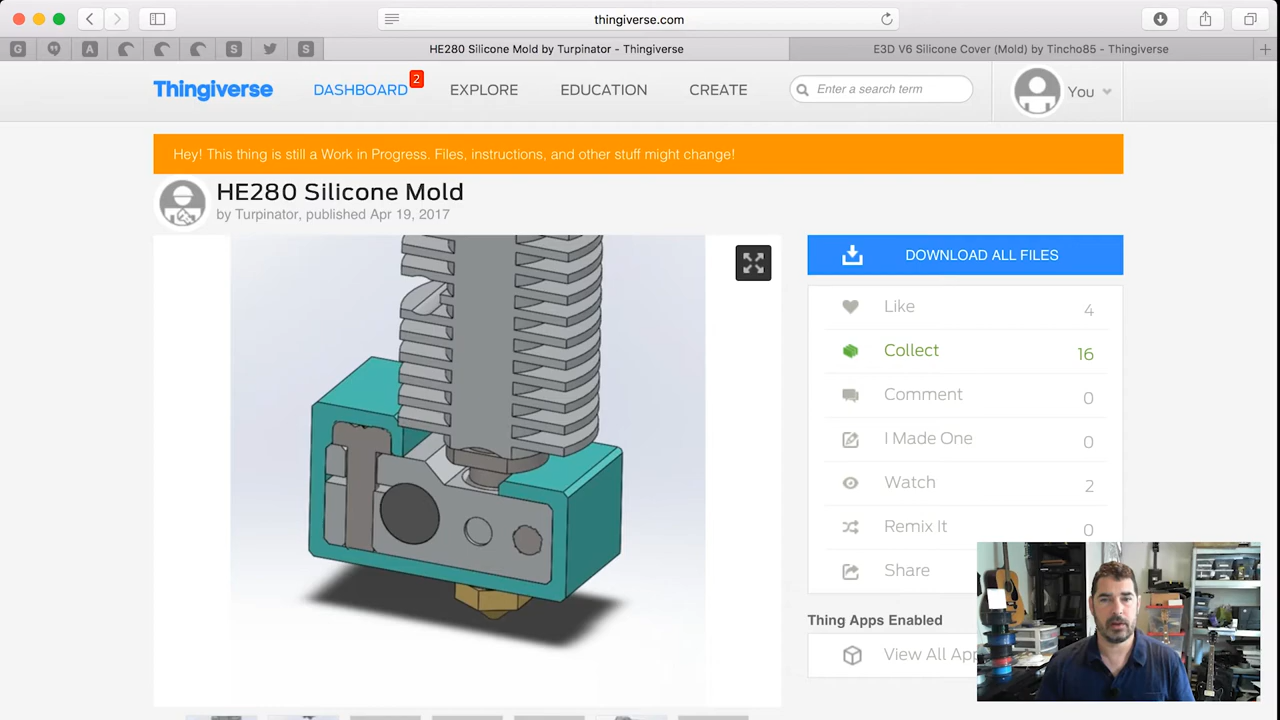 thingiverse.com
G A S S
HE280 Silicone Mold by Turpinator - Thingiverse
E3D V6 Silicone Cover (Mold) by Tincho85 - Thingiverse
Thingiverse
DASHBOARD 2
EXPLORE
EDUCATION
CREATE
Enter a search term
You
Hey! This thing is still a Work in Progress. Files, instructions, and other stuff might change!
HE280 Silicone Mold
by Turpinator, published Apr 19, 2017
DOWNLOAD ALL FILES
Like 4
Collect 16
Comment 0
I Made One 0
Watch 2
Remix It 0
Share
Thing Apps Enabled
View All App